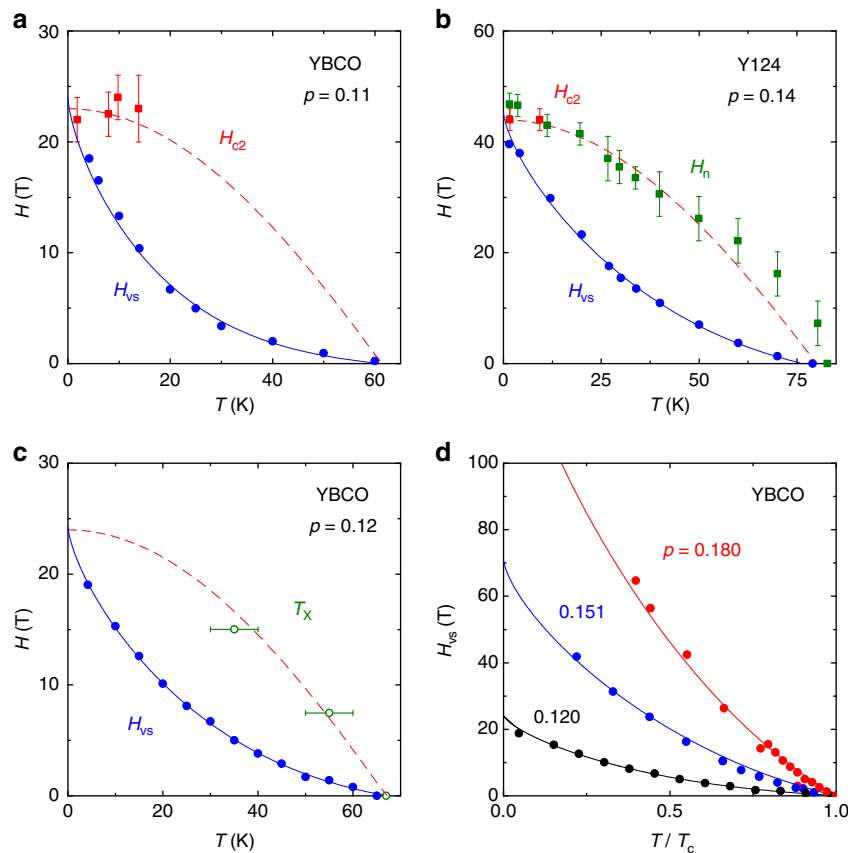 a
YBCO
p = 0.11
Hc2
Hvs
H (T)
30
20
10
0
0 20 40 60
T (K)
b
Y124
p = 0.14
Hc2
Hn
Hvs
H (T)
60
40
20
0
0 25 50 75
T (K)
c
YBCO
p = 0.12
TX
Hvs
H (T)
30
20
10
0
0 20 40 60
T (K)
d
YBCO
p = 0.180
0.151
0.120
Hvs (T)
100
80
60
40
20
0
0.0 0.5 1.0
T / Tc